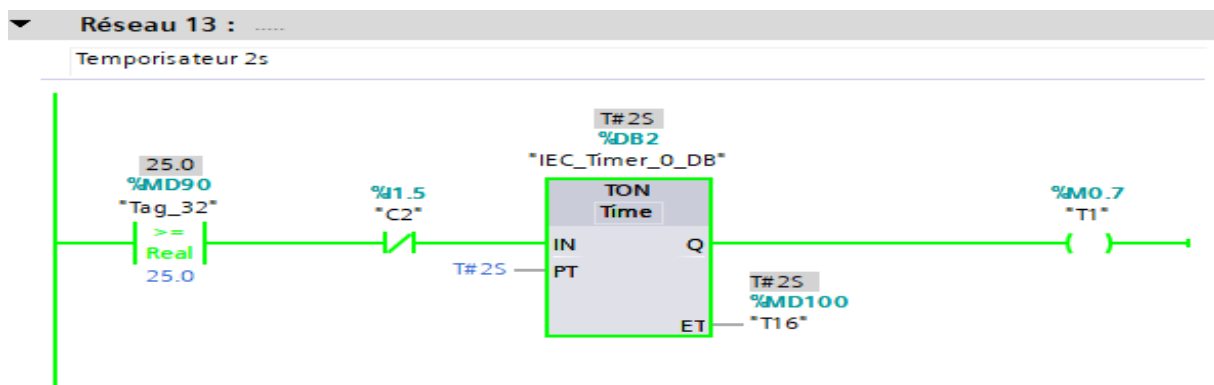 Réseau 13 : .....
Temporisateur 2s
T#2S
%DB2
"IEC_Timer_0_DB"
25.0
%MD90
"Tag_32"
>=
Real
25.0
%I1.5
"C2"
TON
Time
IN
Q
T#2S
PT
ET
%M0.7
"T1"
T#2S
%MD100
"T16"